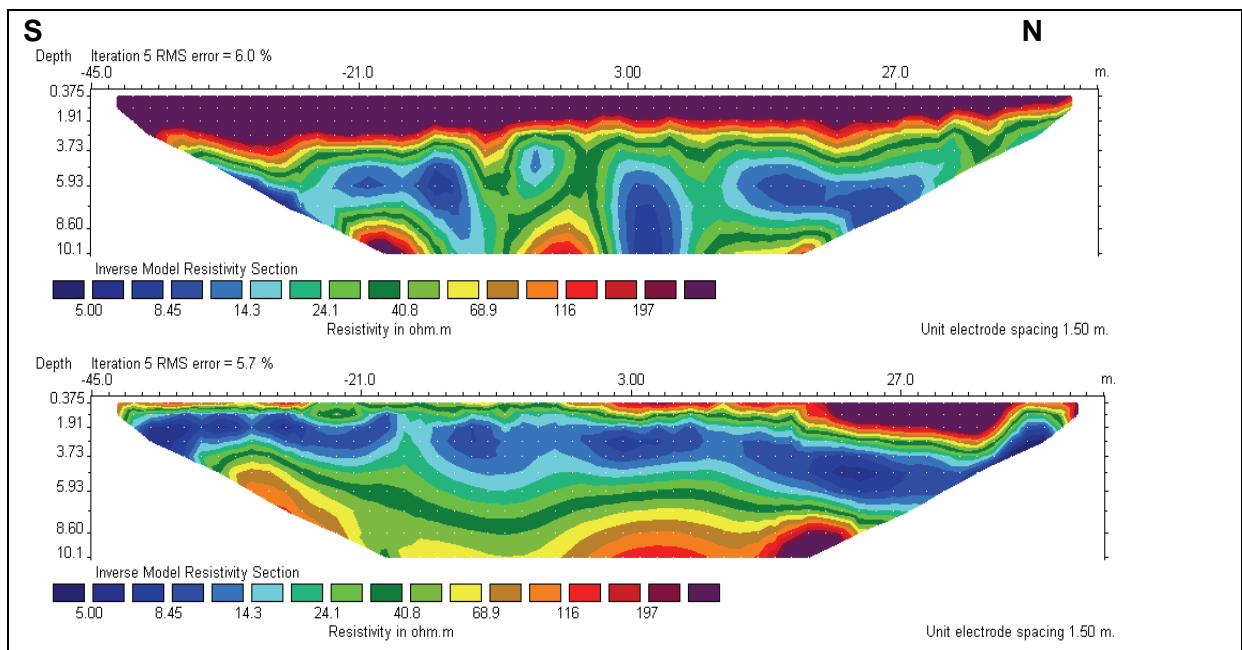 S N
Depth Iteration 5 RMS error = 6.0 %
-45.0 -21.0 3.00 27.0 m.
0.375
1.91
3.73
5.93
8.60
10.1
Inverse Model Resistivity Section
5.00 8.45 14.3 24.1 40.8 68.9 116 197
Resistivity in ohm.m Unit electrode spacing 1.50 m.
Depth Iteration 5 RMS error = 5.7 %
-45.0 -21.0 3.00 27.0 m.
0.375
1.91
3.73
5.93
8.60
10.1
Inverse Model Resistivity Section
5.00 8.45 14.3 24.1 40.8 68.9 116 197
Resistivity in ohm.m Unit electrode spacing 1.50 m.